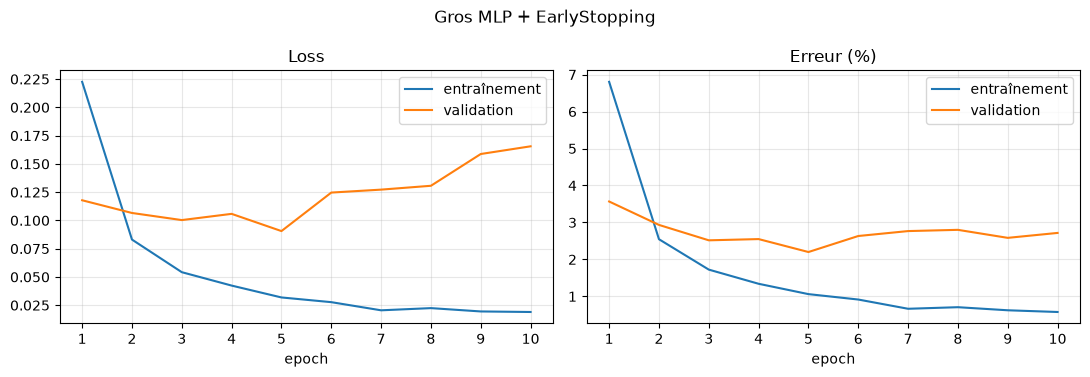 Gros MLP + EarlyStopping
Loss
0.225
0.200
0.175
0.150
0.125
0.100
0.075
0.050
0.025
entraînement
validation
1 2 3 4 5 6 7 8 9 10
epoch
Erreur (%)
7
6
5
4
3
2
1
entraînement
validation
1 2 3 4 5 6 7 8 9 10
epoch